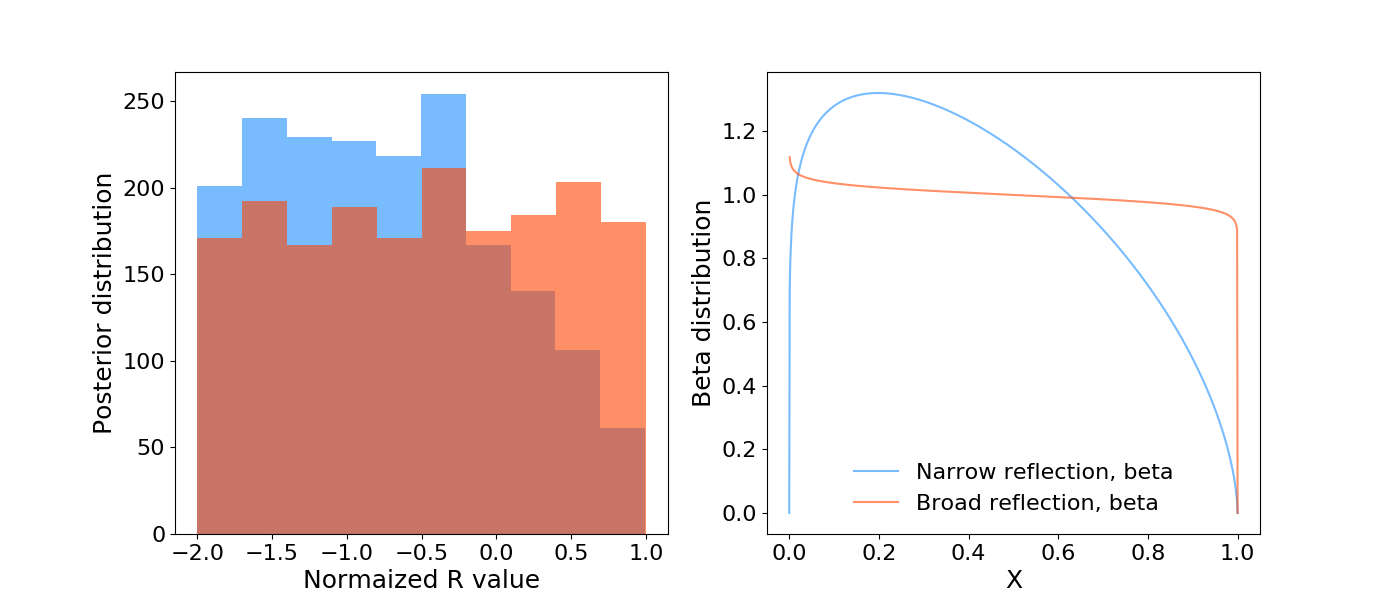 250
200
150
100
50
0
Posterior distribution
−2.0 −1.5 −1.0 −0.5 0.0 0.5 1.0
Normaized R value
1.2
1.0
0.8
0.6
0.4
0.2
0.0
Beta distribution
Narrow reflection, beta
Broad reflection, beta
0.0 0.2 0.4 0.6 0.8 1.0
X